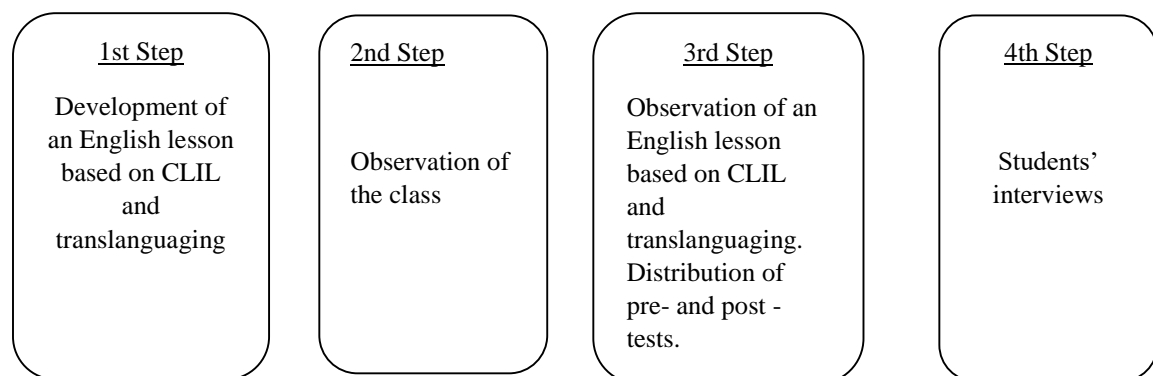 1st Step
Development of
an English lesson
based on CLIL
and
translanguaging
2nd Step
Observation of
the class
3rd Step
Observation of an
English lesson
based on CLIL
and
translanguaging.
Distribution of
pre- and post -
tests.
4th Step
Students’
interviews